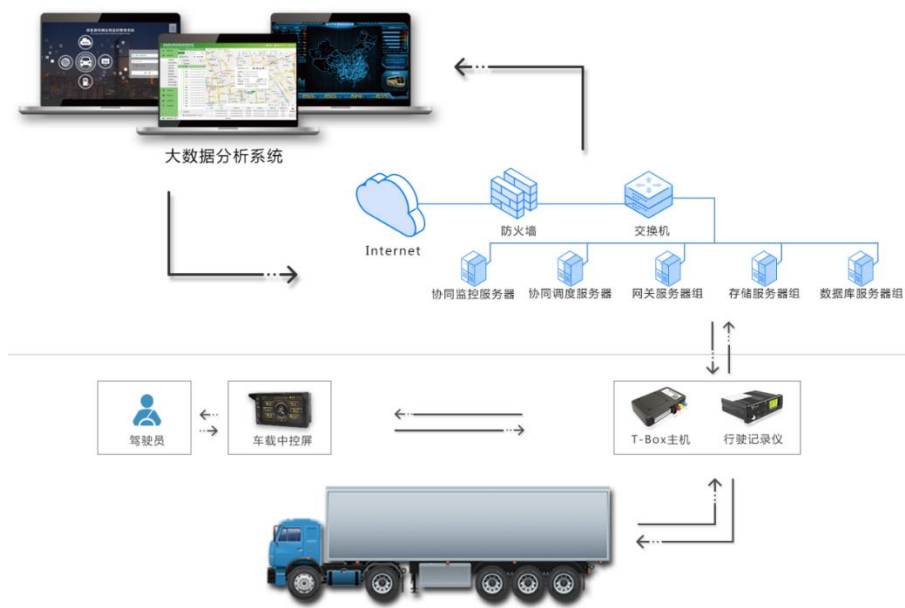 大数据分析系统
Internet
防火墙
交换机
协同监控服务器
协同调度服务器
网关服务器组
存储服务器组
数据库服务器组
驾驶员
车载中控屏
T-Box主机
行驶记录仪